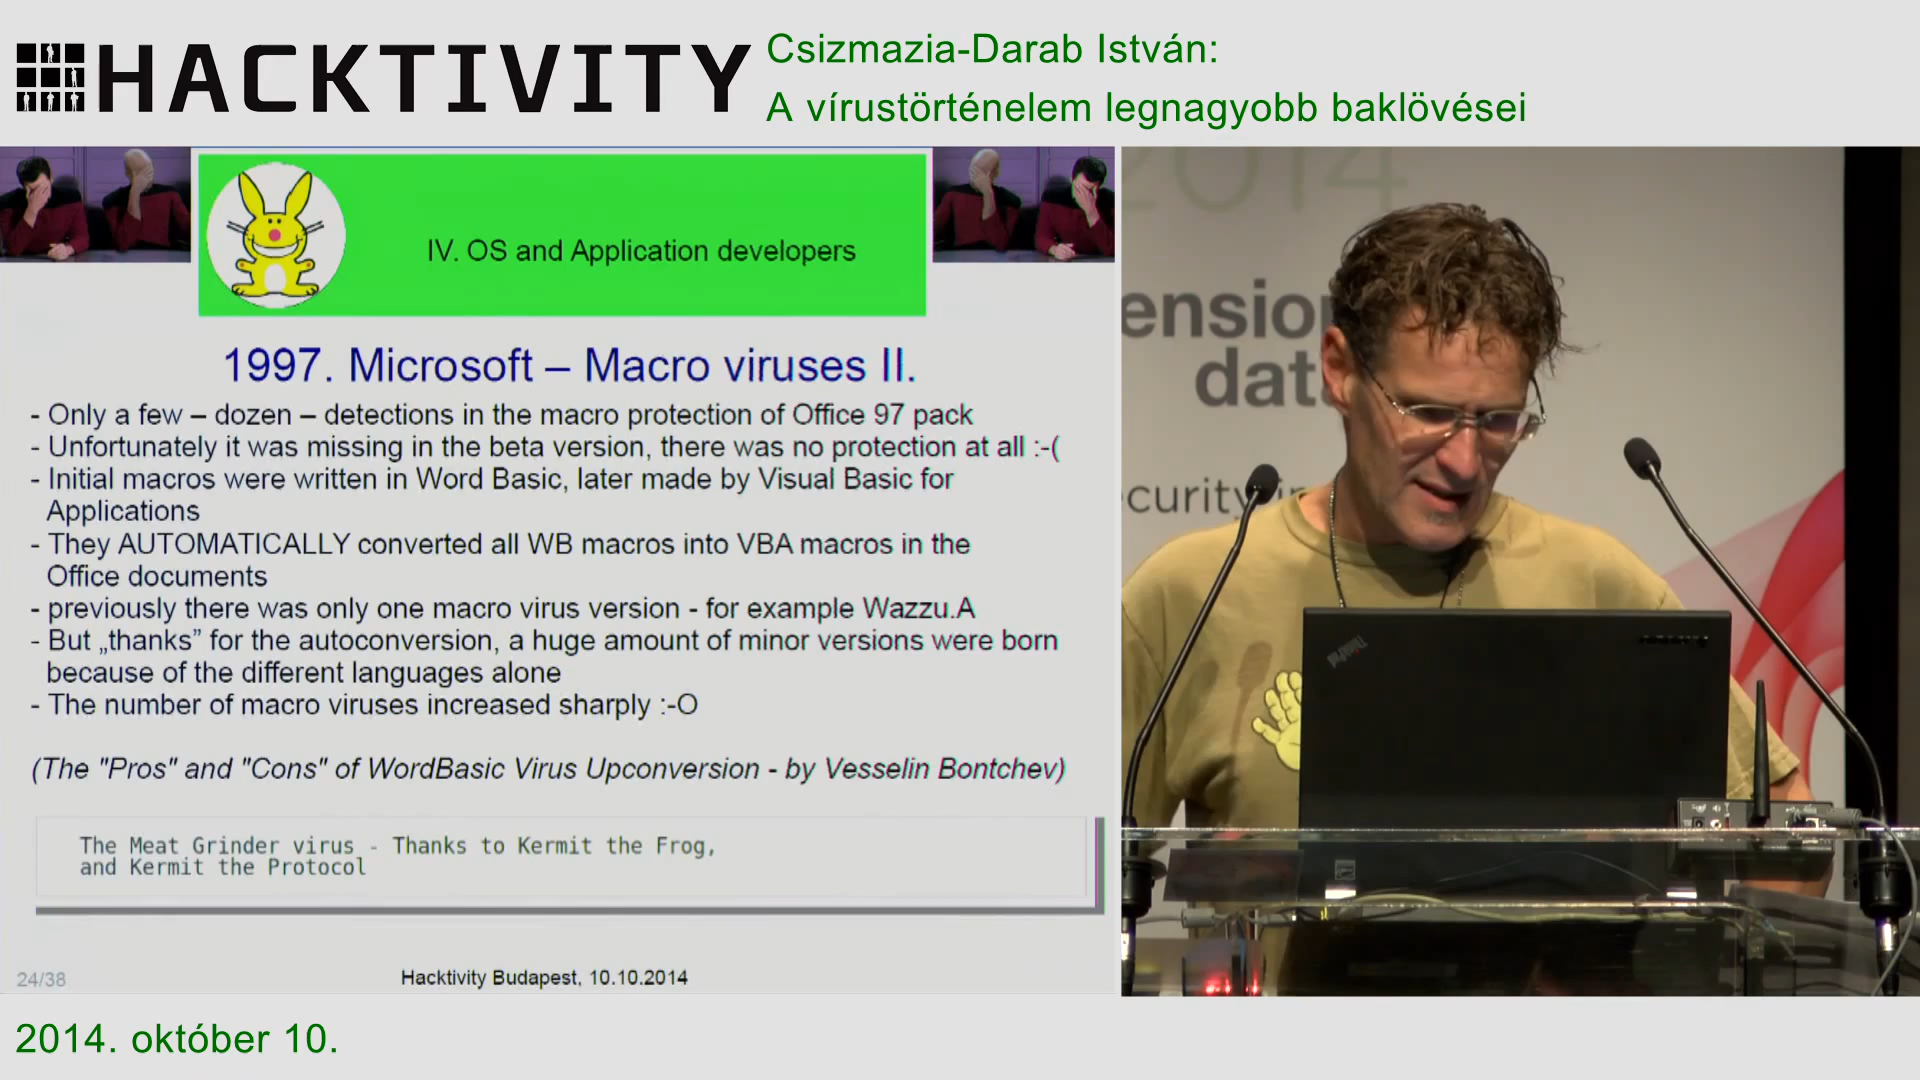 HACKTIVITY
Csizmazia-Darab István:
A vírustörténelem legnagyobb baklövései
IV. OS and Application developers
1997. Microsoft – Macro viruses II.
- Only a few – dozen – detections in the macro protection of Office 97 pack
- Unfortunately it was missing in the beta version, there was no protection at all :-(
- Initial macros were written in Word Basic, later made by Visual Basic for
Applications
- They AUTOMATICALLY converted all WB macros into VBA macros in the
Office documents
- previously there was only one macro virus version - for example Wazzu.A
- But „thanks” for the autoconversion, a huge amount of minor versions were born
because of the different languages alone
- The number of macro viruses increased sharply :-O
(The "Pros" and "Cons" of WordBasic Virus Upconversion - by Vesselin Bontchev)
The Meat Grinder virus - Thanks to Kermit the Frog,
and Kermit the Protocol
24/38
Hacktivity Budapest, 10.10.2014
2014
ension
dat
curity in
ThinkPad
2014. október 10.